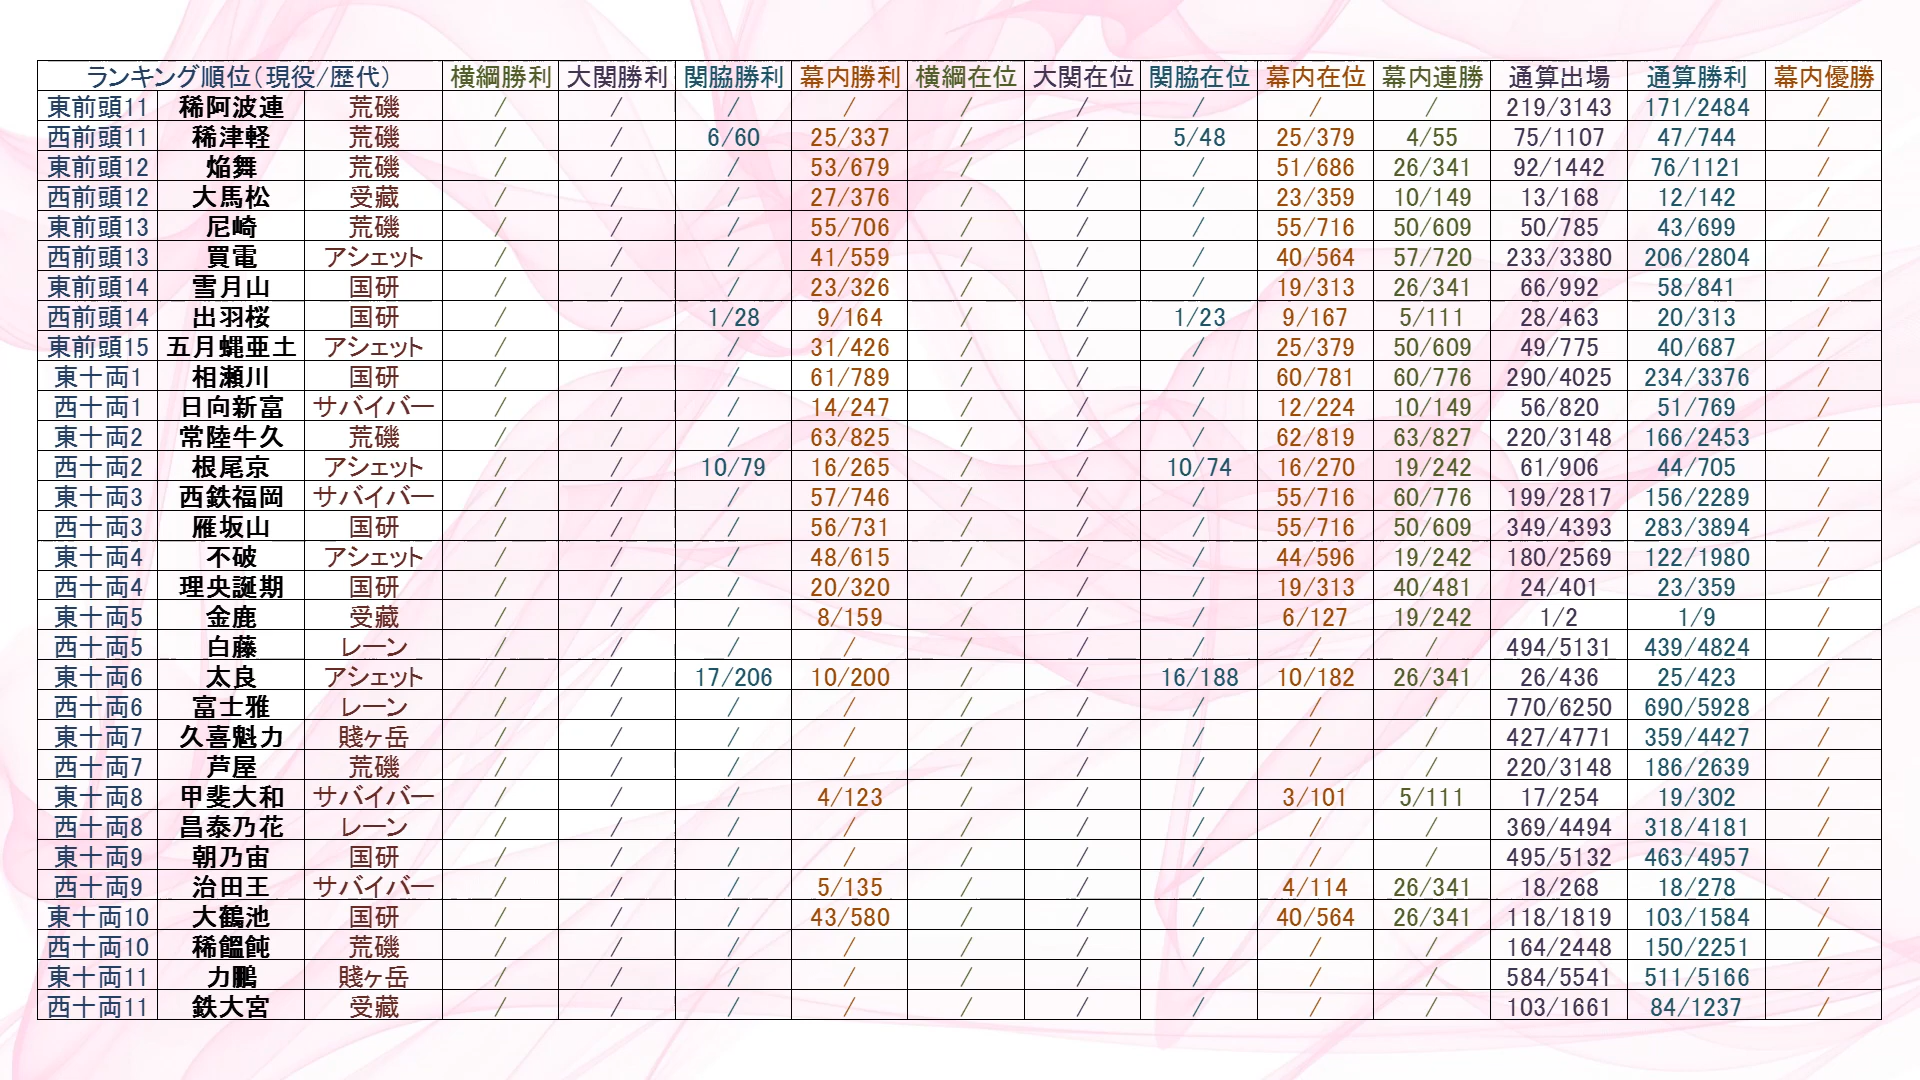 ランキング順位(現役/歴代) 横綱勝利 大関勝利 関脇勝利 幕内勝利 横綱在位 大関在位 関脇在位 幕内在位 幕内連勝 通算出場 通算勝利 幕内優勝
東前頭11 稀阿波連 荒磯 / / / / / / / / / 219/3143 171/2484 /
西前頭11 稀津軽 荒磯 / / 6/60 25/337 / / 5/48 25/379 4/55 75/1107 47/744 /
東前頭12 焔舞 荒磯 / / / 53/679 / / / 51/686 26/341 92/1442 76/1121 /
西前頭12 大馬松 受藏 / / / 27/376 / / / 23/359 10/149 13/168 12/142 /
東前頭13 尼崎 荒磯 / / / 55/706 / / / 55/716 50/609 50/785 43/699 /
西前頭13 買電 アシェット / / / 41/559 / / / 40/564 57/720 233/3380 206/2804 /
東前頭14 雪月山 国研 / / / 23/326 / / / 19/313 26/341 66/992 58/841 /
西前頭14 出羽桜 国研 / / 1/28 9/164 / / 1/23 9/167 5/111 28/463 20/313 /
東前頭15 五月蝿亜土 アシェット / / / 31/426 / / / 25/379 50/609 49/775 40/687 /
東十両1 相瀬川 国研 / / / 61/789 / / / 60/781 60/776 290/4025 234/3376 /
西十両1 日向新富 サバイバー / / / 14/247 / / / 12/224 10/149 56/820 51/769 /
東十両2 常陸牛久 荒磯 / / / 63/825 / / / 62/819 63/827 220/3148 166/2453 /
西十両2 根尾京 アシェット / / 10/79 16/265 / / 10/74 16/270 19/242 61/906 44/705 /
東十両3 西鉄福岡 サバイバー / / / 57/746 / / / 55/716 60/776 199/2817 156/2289 /
西十両3 雁坂山 国研 / / / 56/731 / / / 55/716 50/609 349/4393 283/3894 /
東十両4 不破 アシェット / / / 48/615 / / / 44/596 19/242 180/2569 122/1980 /
西十両4 理央誕期 国研 / / / 20/320 / / / 19/313 40/481 24/401 23/359 /
東十両5 金鹿 受藏 / / / 8/159 / / / 6/127 19/242 1/2 1/9 /
西十両5 白藤 レーン / / / / / / / / / 494/5131 439/4824 /
東十両6 太良 アシェット / / 17/206 10/200 / / 16/188 10/182 26/341 26/436 25/423 /
西十両6 富士雅 レーン / / / / / / / / / 770/6250 690/5928 /
東十両7 久喜魁力 賤ヶ岳 / / / / / / / / / 427/4771 359/4427 /
西十両7 芦屋 荒磯 / / / / / / / / / 220/3148 186/2639 /
東十両8 甲斐大和 サバイバー / / / 4/123 / / / 3/101 5/111 17/254 19/302 /
西十両8 昌泰乃花 レーン / / / / / / / / / 369/4494 318/4181 /
東十両9 朝乃宙 国研 / / / / / / / / / 495/5132 463/4957 /
西十両9 治田王 サバイバー / / / 5/135 / / / 4/114 26/341 18/268 18/278 /
東十両10 大鶴池 国研 / / / 43/580 / / / 40/564 26/341 118/1819 103/1584 /
西十両10 稀饂飩 荒磯 / / / / / / / / / 164/2448 150/2251 /
東十両11 力鵬 賤ヶ岳 / / / / / / / / / 584/5541 511/5166 /
西十両11 鉄大宮 受藏 / / / / / / / / / 103/1661 84/1237 /